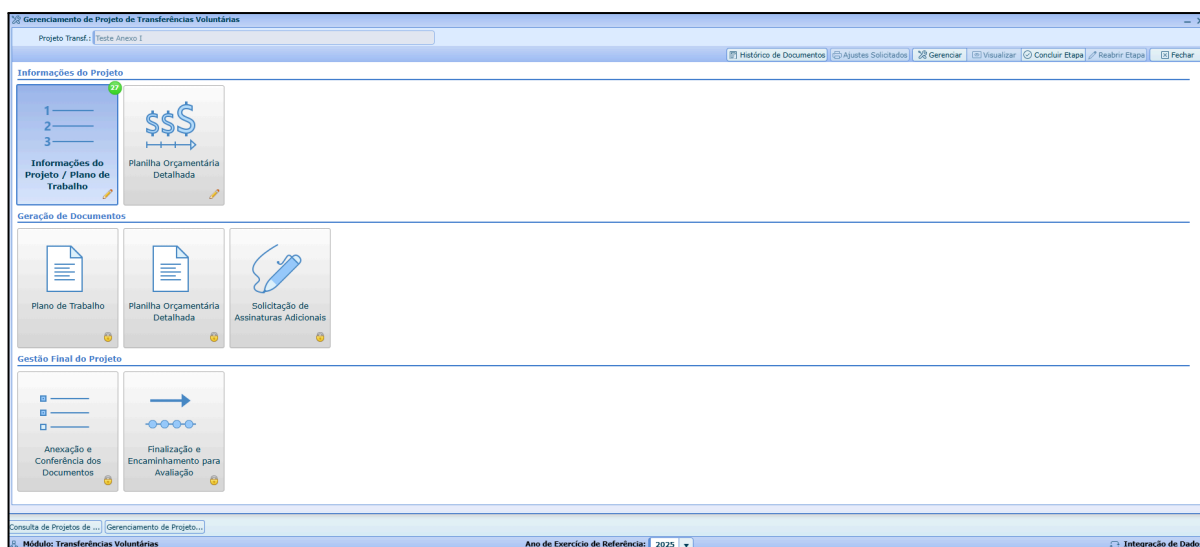 Gerenciamento de Projeto de Transferências Voluntárias
Projeto Transf.: Teste Anexo I
Histórico de Documentos Ajustes Solicitados Gerenciar Visualizar Concluir Etapa Reabrir Etapa Fechar
Informações do Projeto
27
1
2
3
Informações do
Projeto / Plano de
Trabalho
$$$
Planilha Orçamentária
Detalhada
Geração de Documentos
Plano de Trabalho
Planilha Orçamentária
Detalhada
Solicitação de
Assinaturas Adicionais
Gestão Final do Projeto
Anexação e
Conferência dos
Documentos
Finalização e
Encaminhamento para
Avaliação
Consulta de Projetos de ... Gerenciamento de Projeto...
Módulo: Transferências Voluntárias Ano de Exercício de Referência: 2025 Integração de Dado